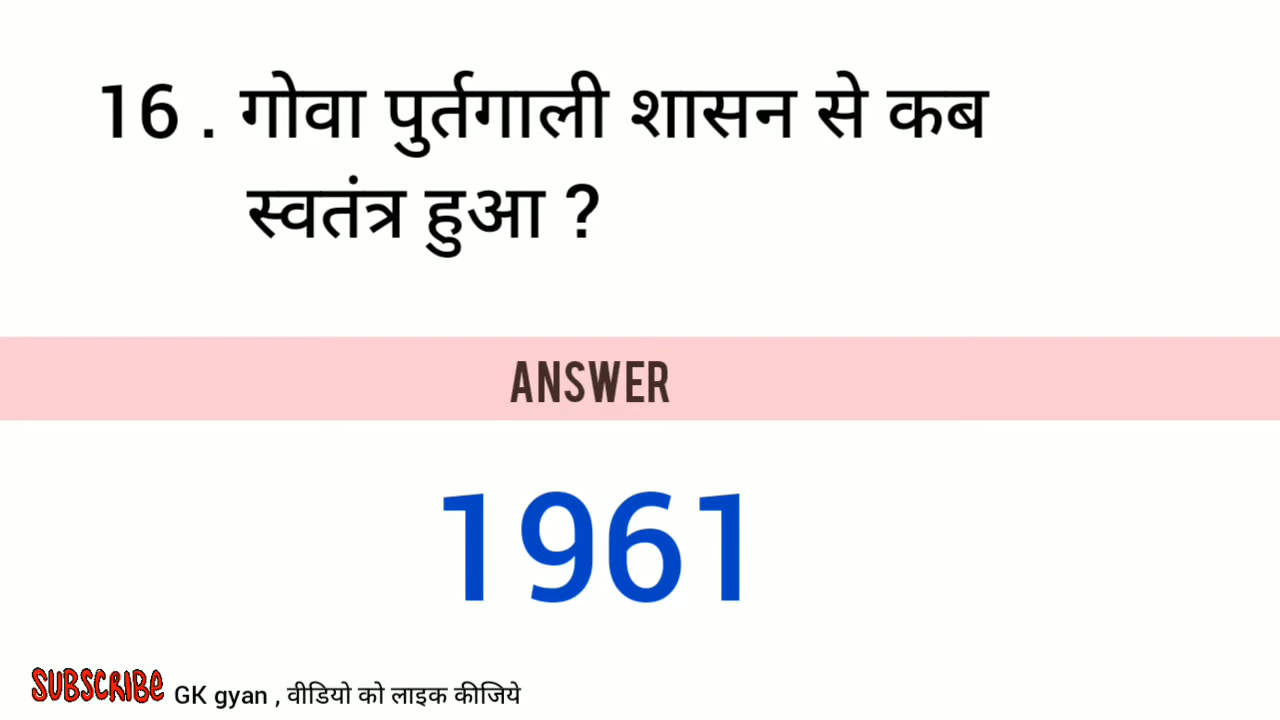 16 . गोवा पुर्तगाली शासन से कब
स्वतंत्र हुआ ?
ANSWER
1961
SUBSCRIBE GK gyan , वीडियो को लाइक कीजिये